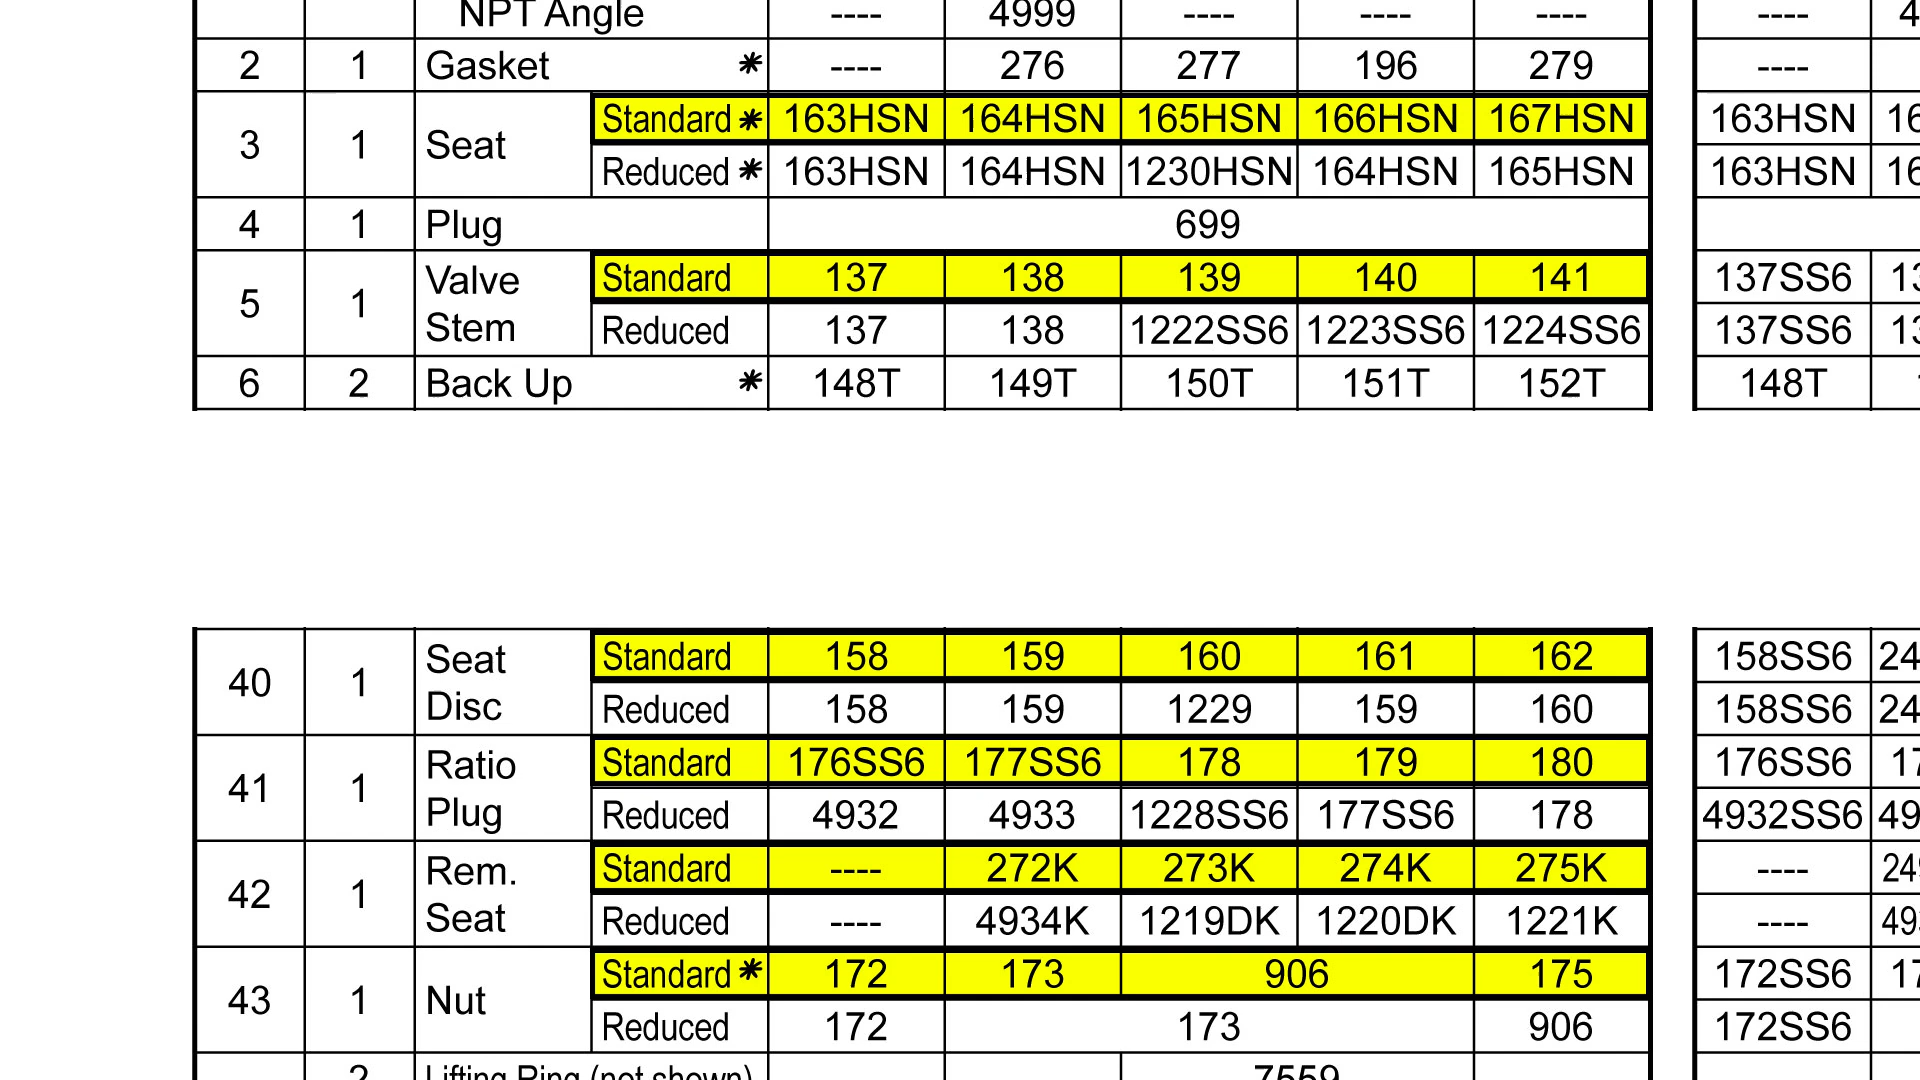 NPT Angle ---- 4999 ---- ---- ---- ---- 4
2 1 Gasket * ---- 276 277 196 279 ----
3 1 Seat Standard * 163HSN 164HSN 165HSN 166HSN 167HSN 163HSN 16
Reduced * 163HSN 164HSN 1230HSN 164HSN 165HSN 163HSN 16
4 1 Plug 699
5 1 Valve Stem Standard 137 138 139 140 141 137SS6 13
Reduced 137 138 1222SS6 1223SS6 1224SS6 137SS6 13
6 2 Back Up * 148T 149T 150T 151T 152T 148T
40 1 Seat Disc Standard 158 159 160 161 162 158SS6 24
Reduced 158 159 1229 159 160 158SS6 24
41 1 Ratio Plug Standard 176SS6 177SS6 178 179 180 176SS6 17
Reduced 4932 4933 1228SS6 177SS6 178 4932SS6 49
42 1 Rem. Seat Standard ---- 272K 273K 274K 275K ---- 249
Reduced ---- 4934K 1219DK 1220DK 1221K ---- 493
43 1 Nut Standard * 172 173 906 175 172SS6 17
Reduced 172 173 906 172SS6
2 Lifting Ring (not shown) 7559